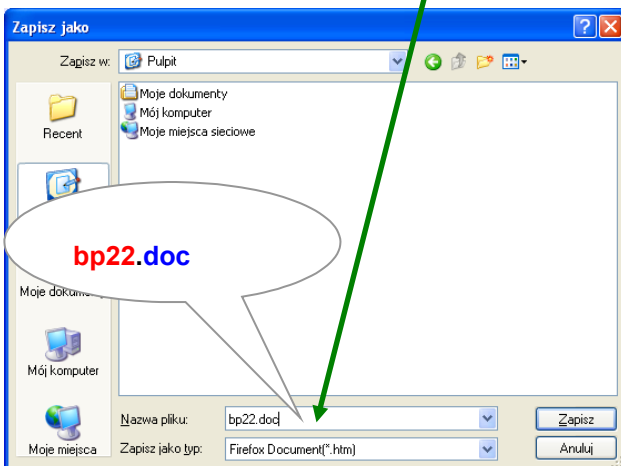 Zapisz jako
Zapisz w:
Pulpit
Moje dokumenty
Mój komputer
Moje miejsca sieciowe
Recent
bp22.doc
Moje dokumenty
Mój komputer
Moje miejsca
Nazwa pliku:
bp22.doc
Zapisz
Zapisz jako typ:
Firefox Document(*.htm)
Anuluj